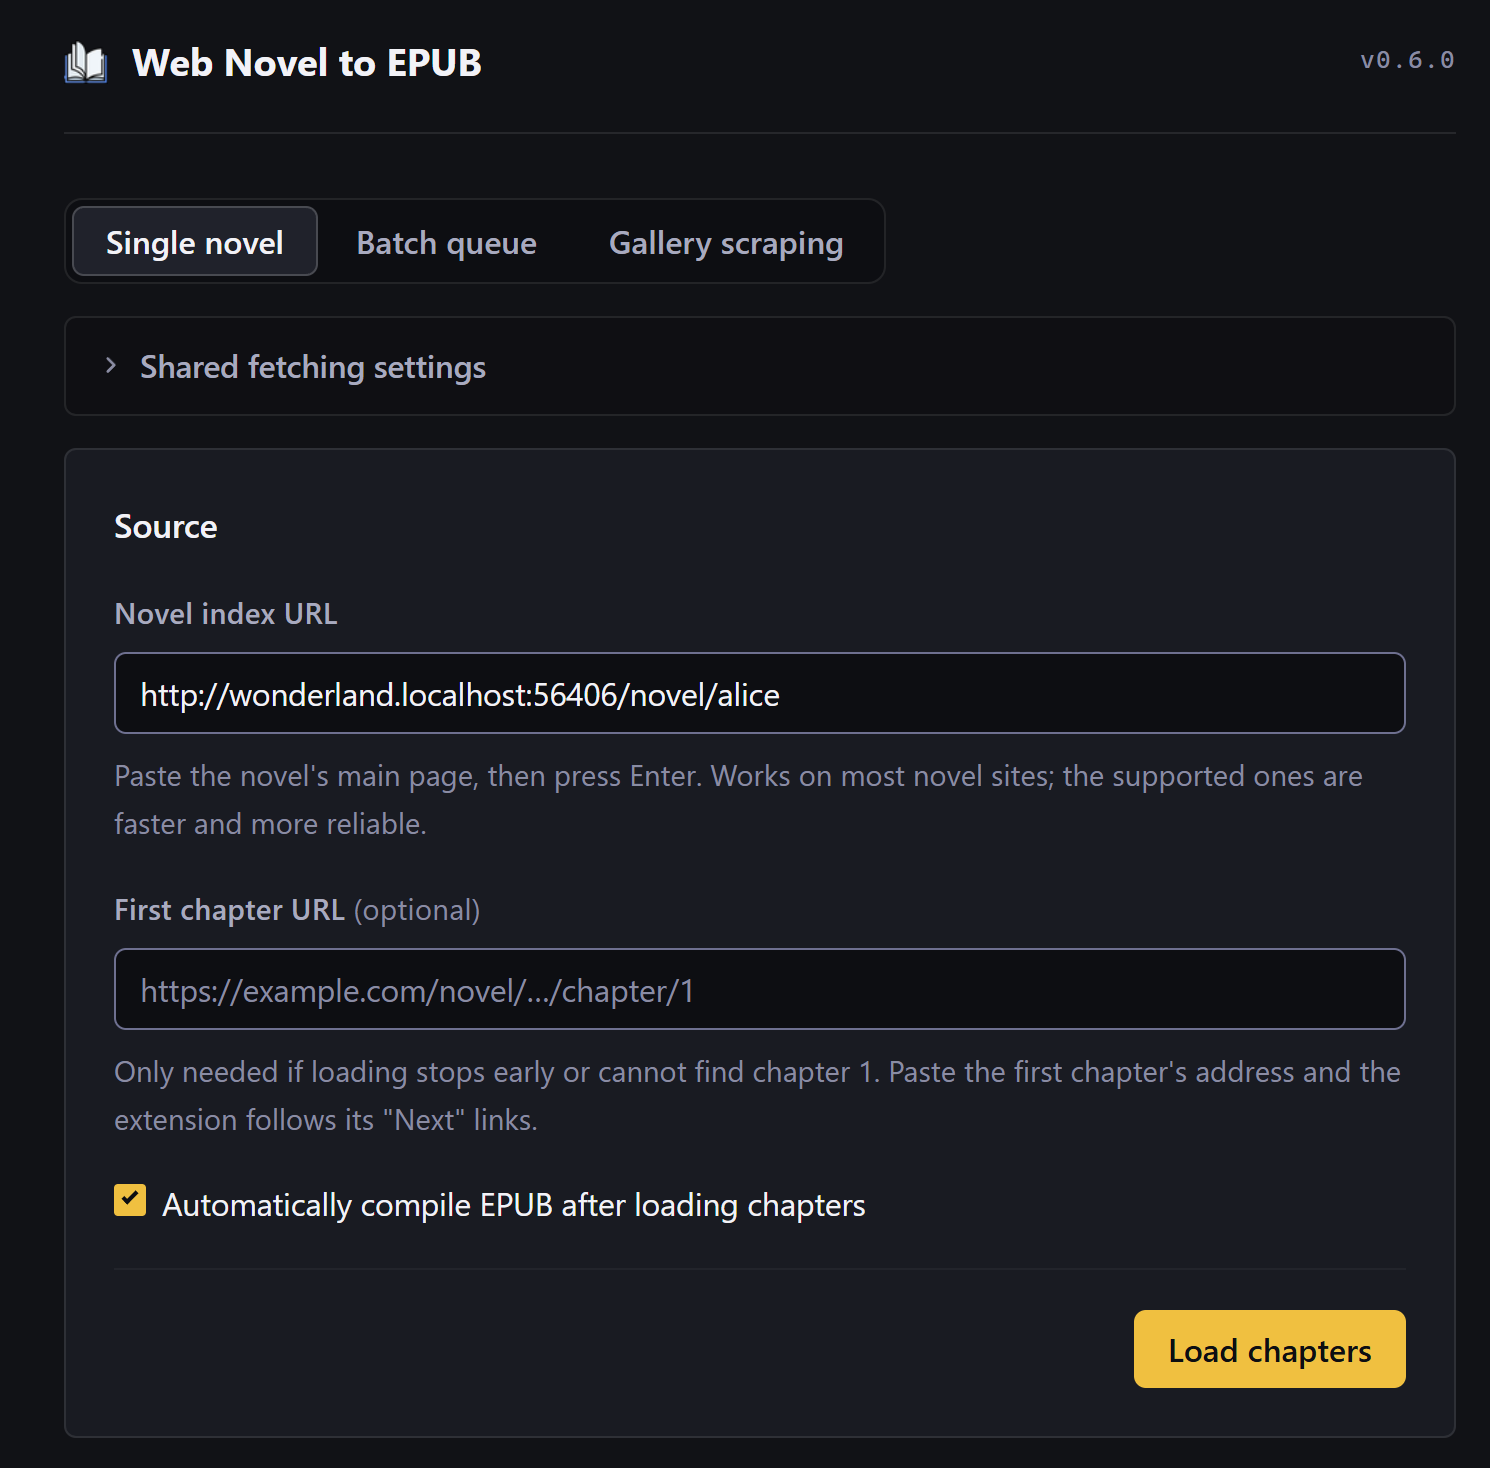 Web Novel to EPUB
v0.6.0
Single novel
Batch queue
Gallery scraping
Shared fetching settings
Source
Novel index URL
http://wonderland.localhost:56406/novel/alice
Paste the novel's main page, then press Enter. Works on most novel sites; the supported ones are
faster and more reliable.
First chapter URL (optional)
https://example.com/novel/.../chapter/1
Only needed if loading stops early or cannot find chapter 1. Paste the first chapter's address and the
extension follows its "Next" links.
Automatically compile EPUB after loading chapters
Load chapters